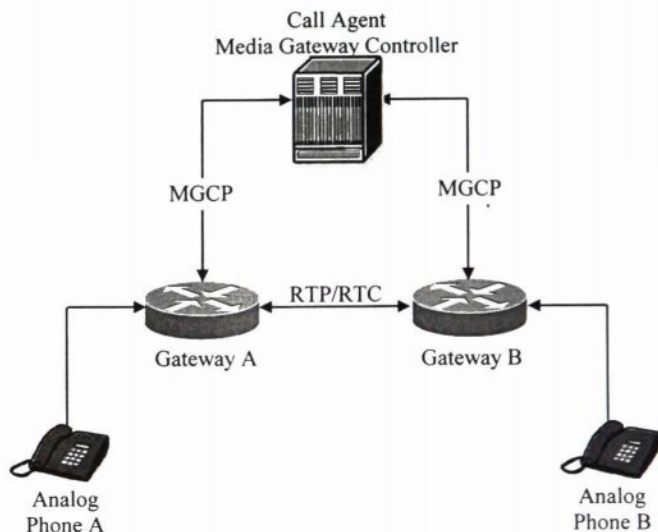 Call Agent
Media Gateway Controller
MGCP
MGCP
RTP/RTC
Gateway A
Gateway B
Analog
Phone A
Analog
Phone B